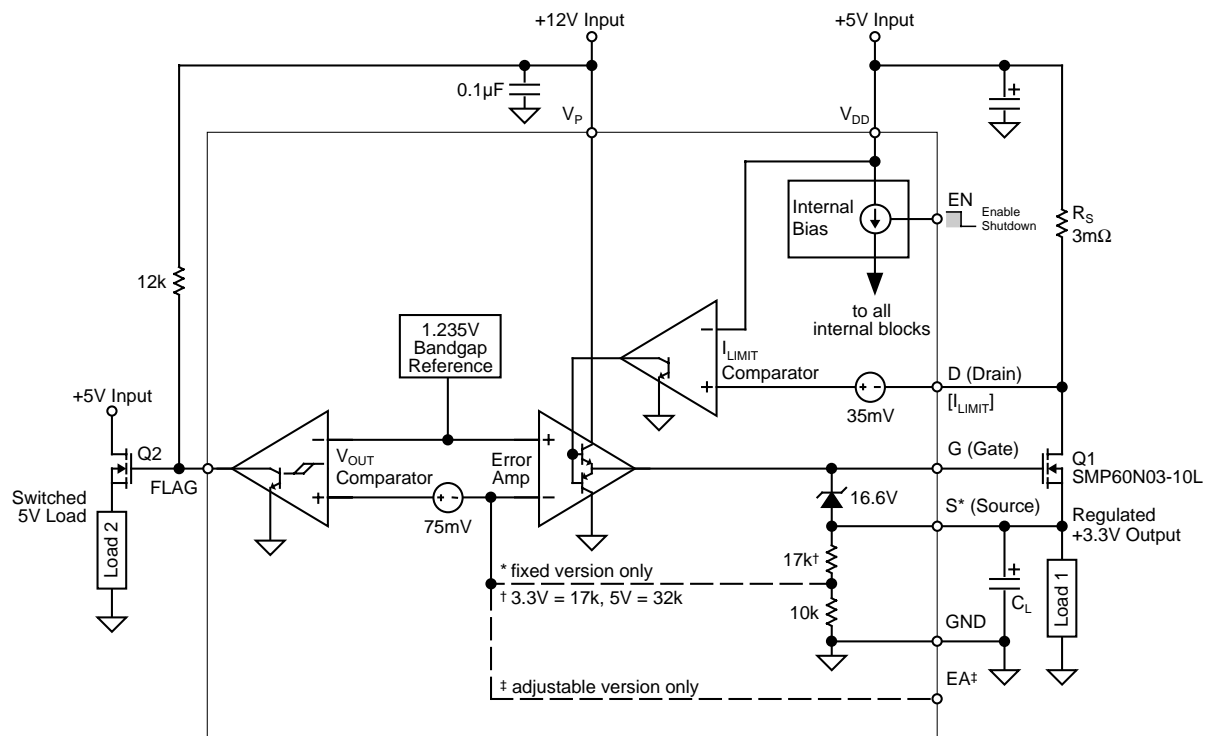 +12V Input
+5V Input
0.1µF
V_P
V_DD
EN
Enable
Shutdown
Internal
Bias
R_S
3mΩ
12k
to all
internal blocks
1.235V
Bandgap
Reference
I_LIMIT
Comparator
D (Drain)
[I_LIMIT]
35mV
+5V Input
Q2
FLAG
Switched
5V Load
Load 2
V_OUT
Comparator
75mV
Error
Amp
G (Gate)
Q1
SMP60N03-10L
16.6V
S* (Source)
Regulated
+3.3V Output
17k†
* fixed version only
† 3.3V = 17k, 5V = 32k
10k
C_L
Load 1
GND
EA‡
‡ adjustable version only